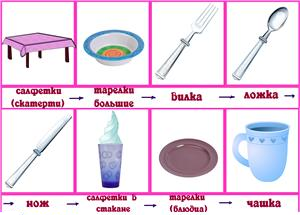 салфетки
(скатерти) →
тарелки
большие →
вилка →
ложка →
→ нож →
салфетки в
стакане →
тарелки
(блюдца) →
чашка